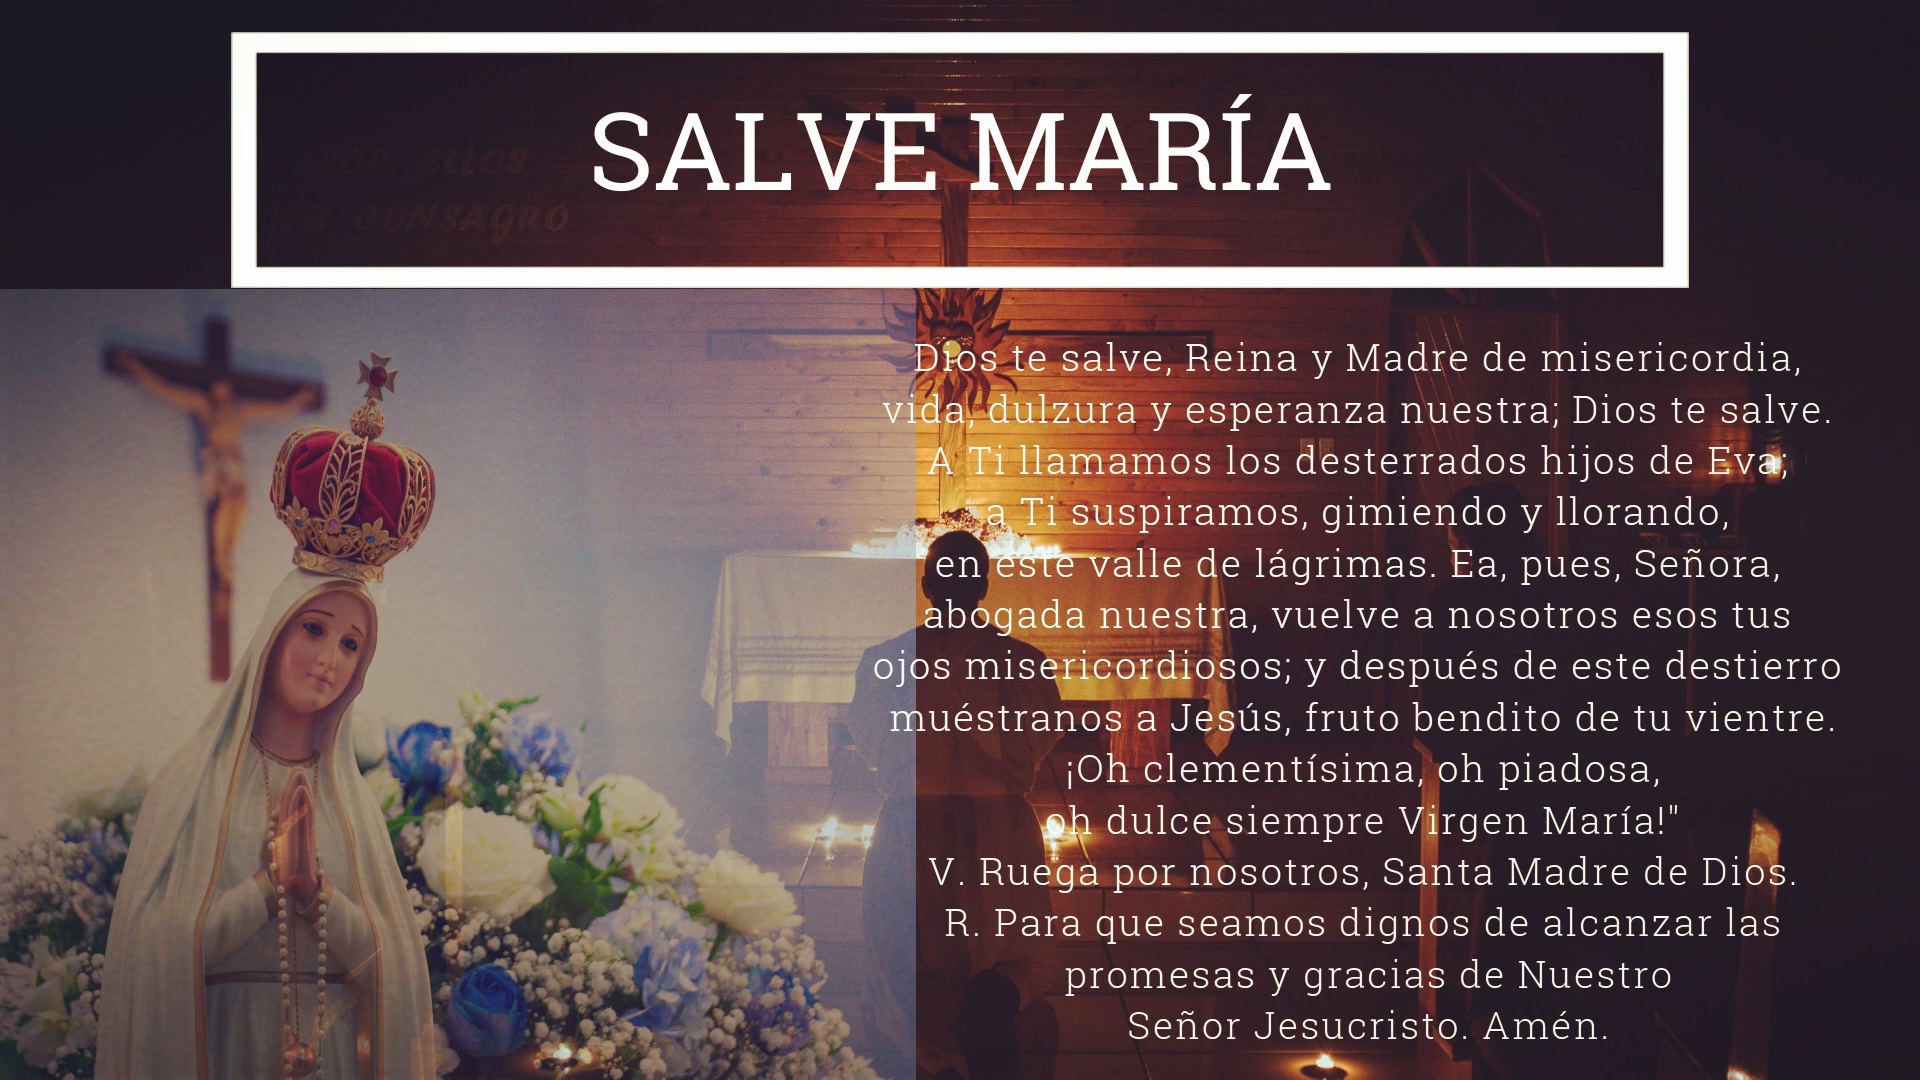 SALVE MARÍA
POR ELLOS
ME CONSAGRO
Dios te salve, Reina y Madre de misericordia,
vida, dulzura y esperanza nuestra; Dios te salve.
A Ti llamamos los desterrados hijos de Eva;
a Ti suspiramos, gimiendo y llorando,
en este valle de lágrimas. Ea, pues, Señora,
abogada nuestra, vuelve a nosotros esos tus
ojos misericordiosos; y después de este destierro
muéstranos a Jesús, fruto bendito de tu vientre.
¡Oh clementísima, oh piadosa,
oh dulce siempre Virgen María!"
V. Ruega por nosotros, Santa Madre de Dios.
R. Para que seamos dignos de alcanzar las
promesas y gracias de Nuestro
Señor Jesucristo. Amén.